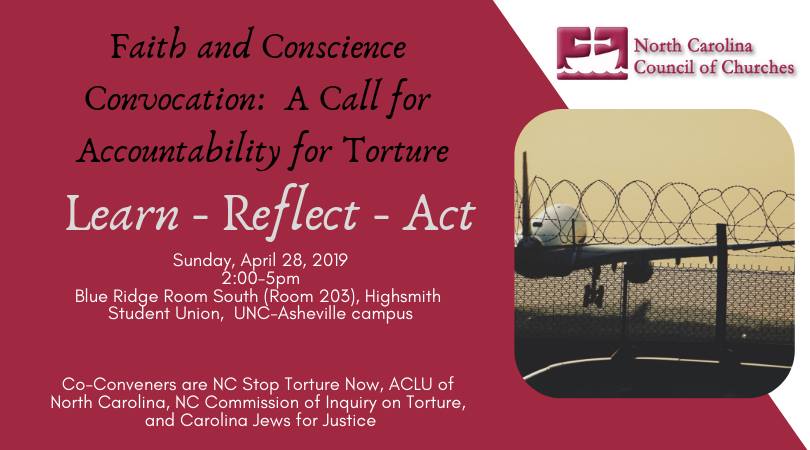 Faith and Conscience
Convocation:  A Call for
Accountability for Torture
Learn - Reflect - Act
Sunday, April 28, 2019
2:00-5pm
Blue Ridge Room South (Room 203), Highsmith
Student Union,  UNC-Asheville campus
Co-Conveners are NC Stop Torture Now, ACLU of
North Carolina, NC Commission of Inquiry on Torture,
and Carolina Jews for Justice
North Carolina
Council of Churches